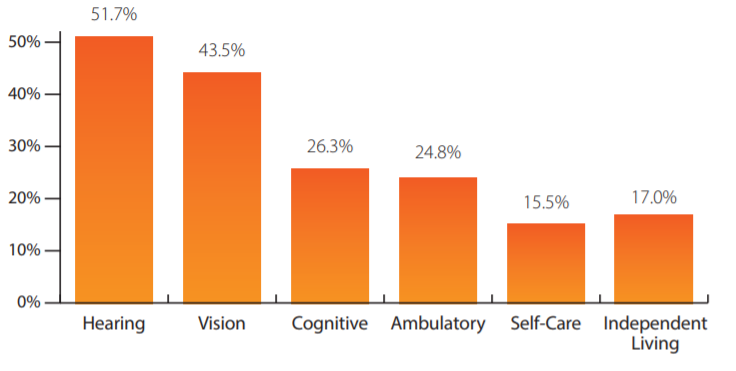 51.7%
50%
43.5%
40%
30%
26.3%
24.8%
20%
15.5%
17.0%
10%
0%
Hearing
Vision
Cognitive
Ambulatory
Self-Care
Independent
Living